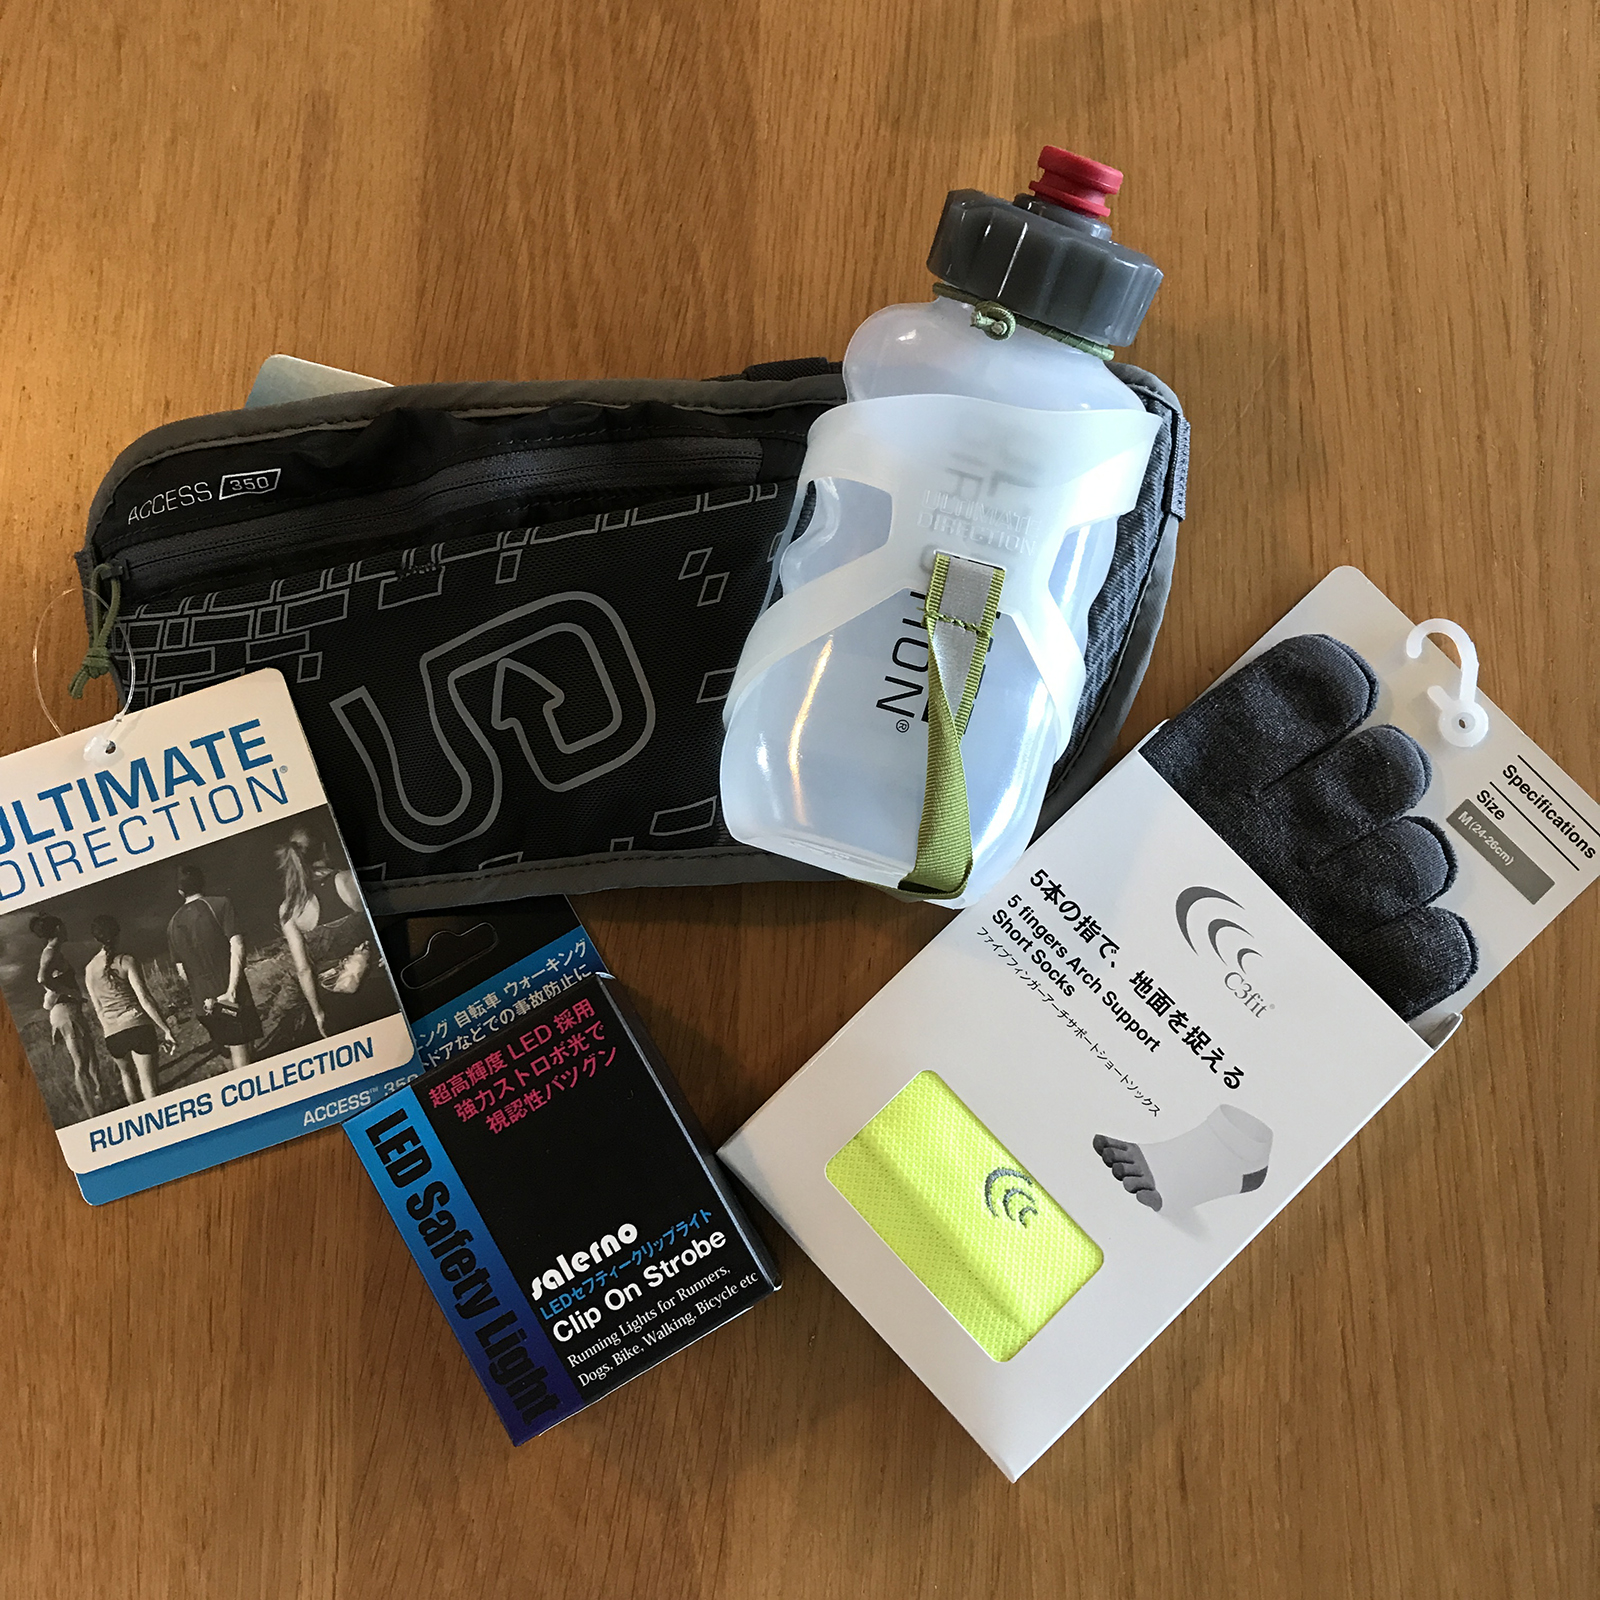 ACCESS 350
ULTIMATE
DIRECTION
ULTIMATE
DIRECTION®
RUNNERS COLLECTION
ACCESS™ 350
自転車 ウォーキング
ドアなどでの事故防止に
超高輝度 LED 採用
強力ストロボ光で
視認性バツグン
LED Safety Light
salerno
LEDセフティークリップライト
Clip On Strobe
Running Lights for Runners,
Dogs, Bike, Walking, Bicycle etc
Specifications
Size
M(24-26cm)
C3fit®
5本の指で、地面を捉える
5 fingers Arch Support
Short Socks
ファイブフィンガーアーチサポートショートソックス